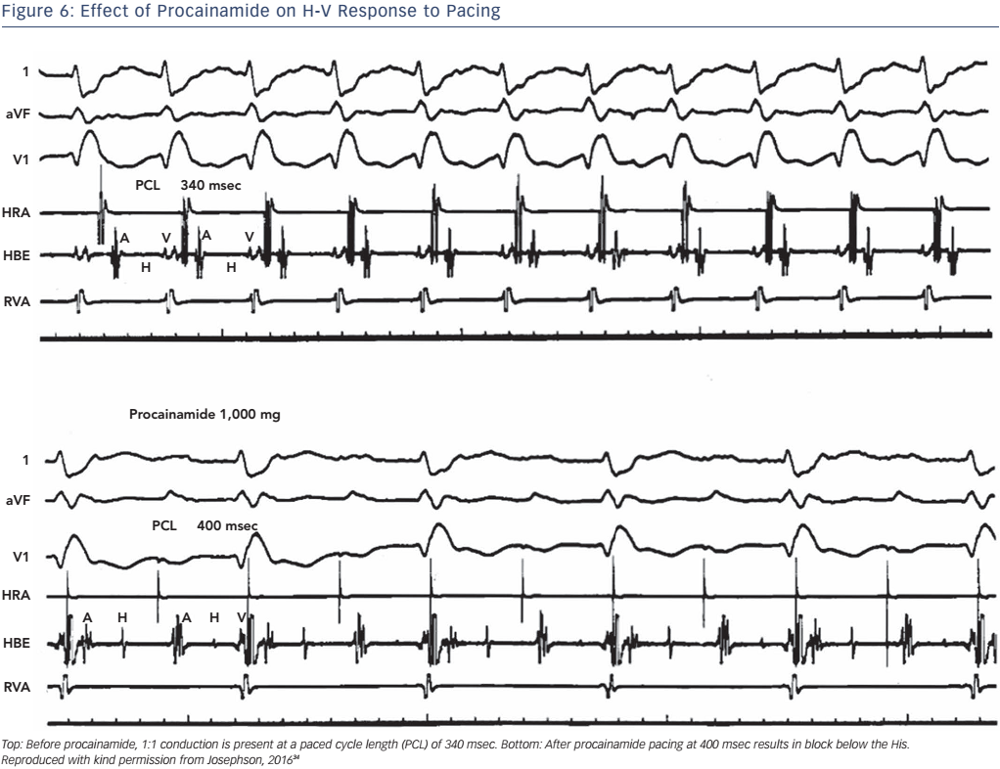 Figure 6: Effect of Procainamide on H-V Response to Pacing
1
aVF
V1
PCL 340 msec
HRA
A V A V
HBE
H H
RVA
Procainamide 1,000 mg
1
aVF
PCL 400 msec
V1
HRA
A H A H V
HBE
RVA
Top: Before procainamide, 1:1 conduction is present at a paced cycle length (PCL) of 340 msec. Bottom: After procainamide pacing at 400 msec results in block below the His.
Reproduced with kind permission from Josephson, 2016³⁴